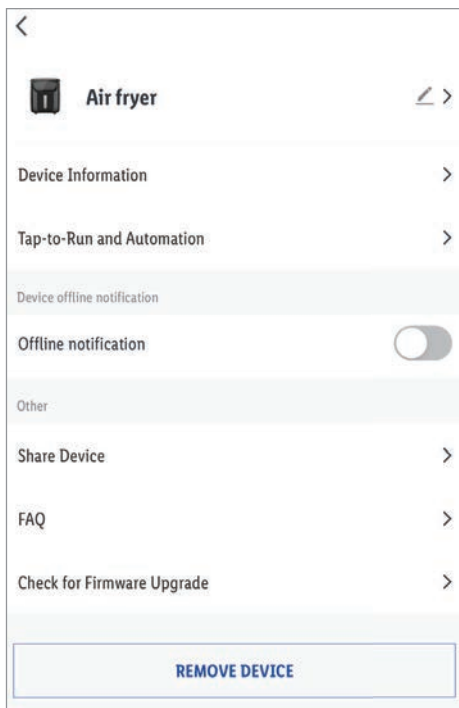 Air fryer
Device Information
Tap-to-Run and Automation
Device offline notification
Offline notification
Other
Share Device
FAQ
Check for Firmware Upgrade
REMOVE DEVICE